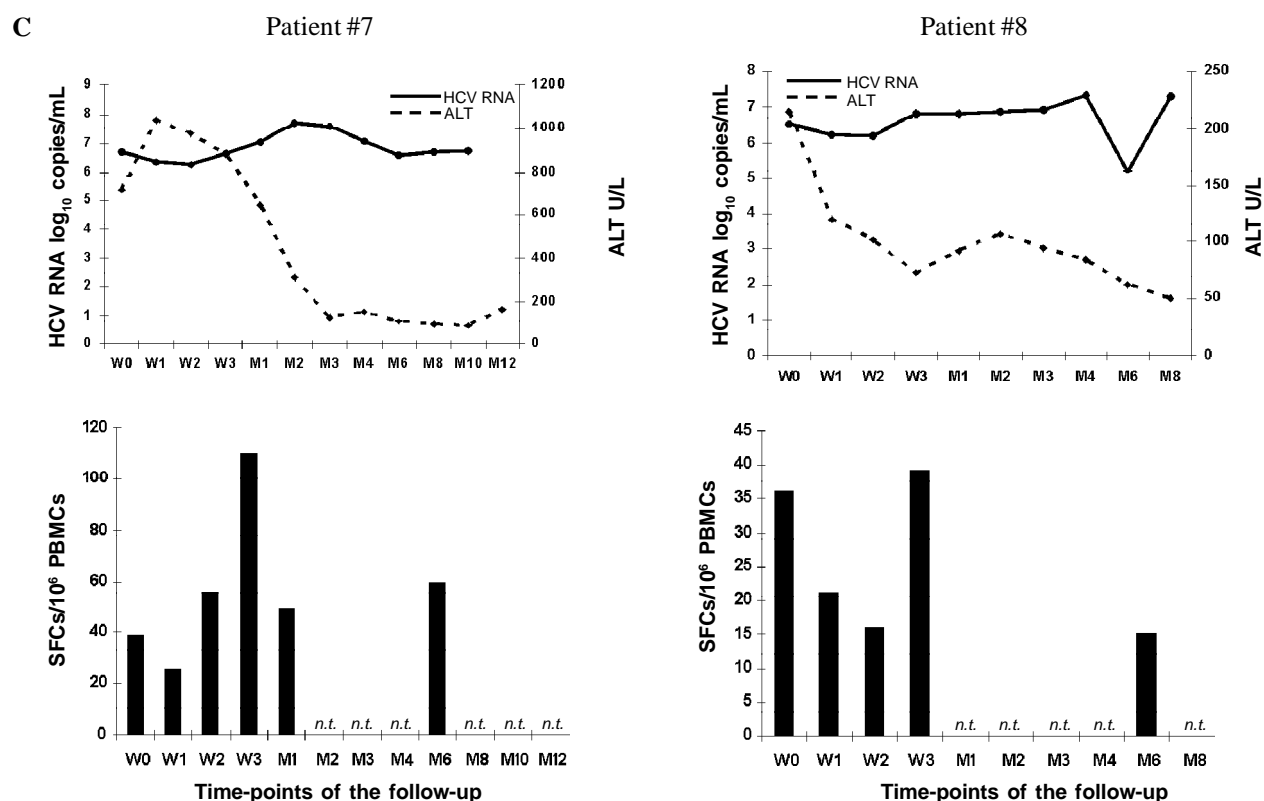 C
Patient #7
Patient #8
HCV RNA log10 copies/mL
9
8
7
6
5
4
3
2
1
0
HCV RNA
ALT
1200
1000
800
600
400
200
0
ALT U/L
W0 W1 W2 W3 M1 M2 M3 M4 M6 M8 M10 M12
HCV RNA log10 copies/mL
8
7
6
5
4
3
2
1
0
HCV RNA
ALT
250
200
150
100
50
0
ALT U/L
W0 W1 W2 W3 M1 M2 M3 M4 M6 M8
SFCs/10⁶ PBMCs
120
100
80
60
40
20
0
n.t. n.t. n.t. n.t. n.t. n.t.
W0 W1 W2 W3 M1 M2 M3 M4 M6 M8 M10 M12
Time-points of the follow-up
SFCs/10⁶ PBMCs
45
40
35
30
25
20
15
10
5
0
n.t. n.t. n.t. n.t. n.t.
W0 W1 W2 W3 M1 M2 M3 M4 M6 M8
Time-points of the follow-up